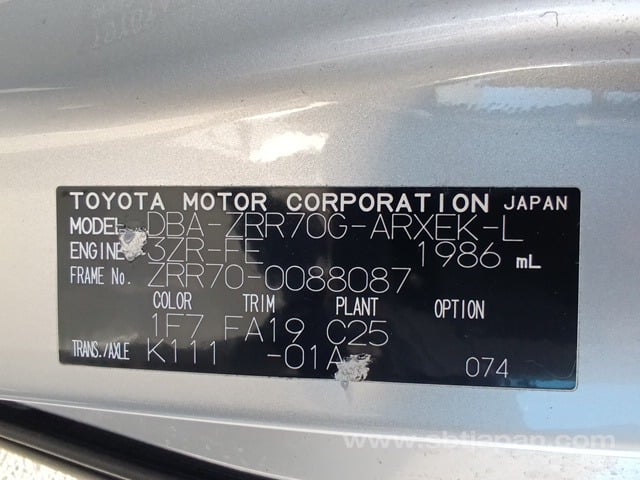 TOYOTA MOTOR CORPORATION JAPAN
MODEL DBA-ZRR70G-ARXEK-L
ENGINE 3ZR-FE 1986 mL
FRAME No. ZRR70-0088087
COLOR TRIM PLANT OPTION
1F7 FA19 C25
TRANS./AXLE K111 -01A
074
www.sbtjapan.com